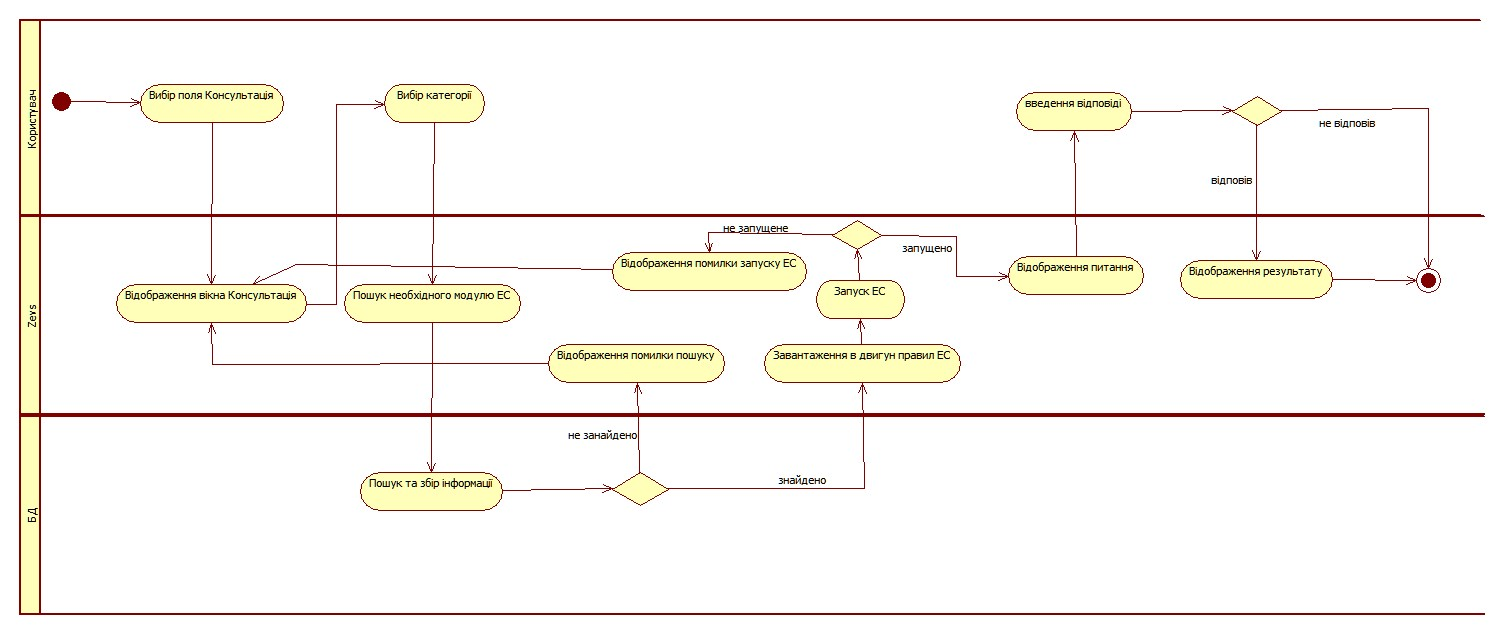 Користувач
Вибір поля Консультація
Вибір категорії
введення відповіді
не відповів
відповів
Zevs
не запущене
запущено
Відображення помилки запуску ЕС
Відображення питання
Відображення результату
Відображення вікна Консультація
Пошук необхідного модулю ЕС
Запуск ЕС
Відображення помилки пошуку
Завантаження в двигун правил ЕС
БД
не занайдено
знайдено
Пошук та збір інформації